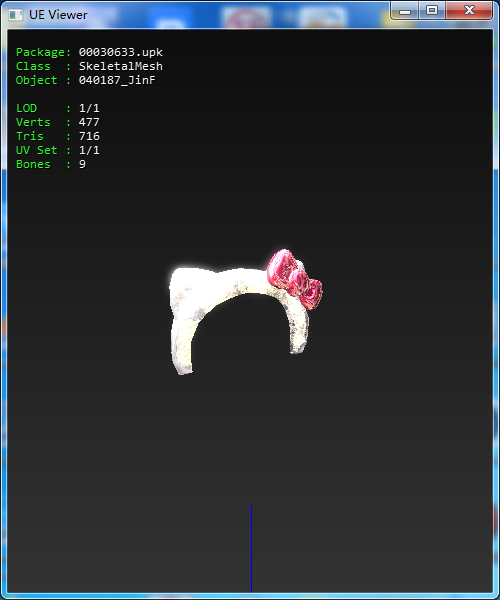 UE Viewer
Package: 00030633.upk
Class : SkeletalMesh
Object : 040187_JinF
LOD : 1/1
Verts : 477
Tris : 716
UV Set : 1/1
Bones : 9